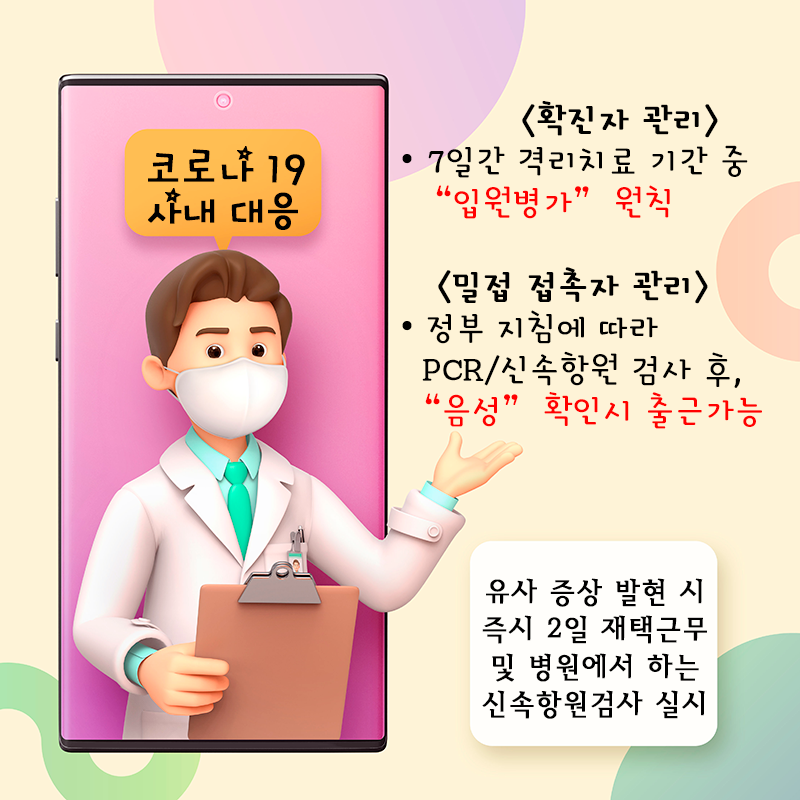 코로나 19
사내 대응
<확진자 관리>
• 7일간 격리치료 기간 중
“입원병가” 원칙
<밀접 접촉자 관리>
• 정부 지침에 따라
PCR/신속항원 검사 후,
“음성” 확인시 출근가능
유사 증상 발현 시
즉시 2일 재택근무
및 병원에서 하는
신속항원검사 실시